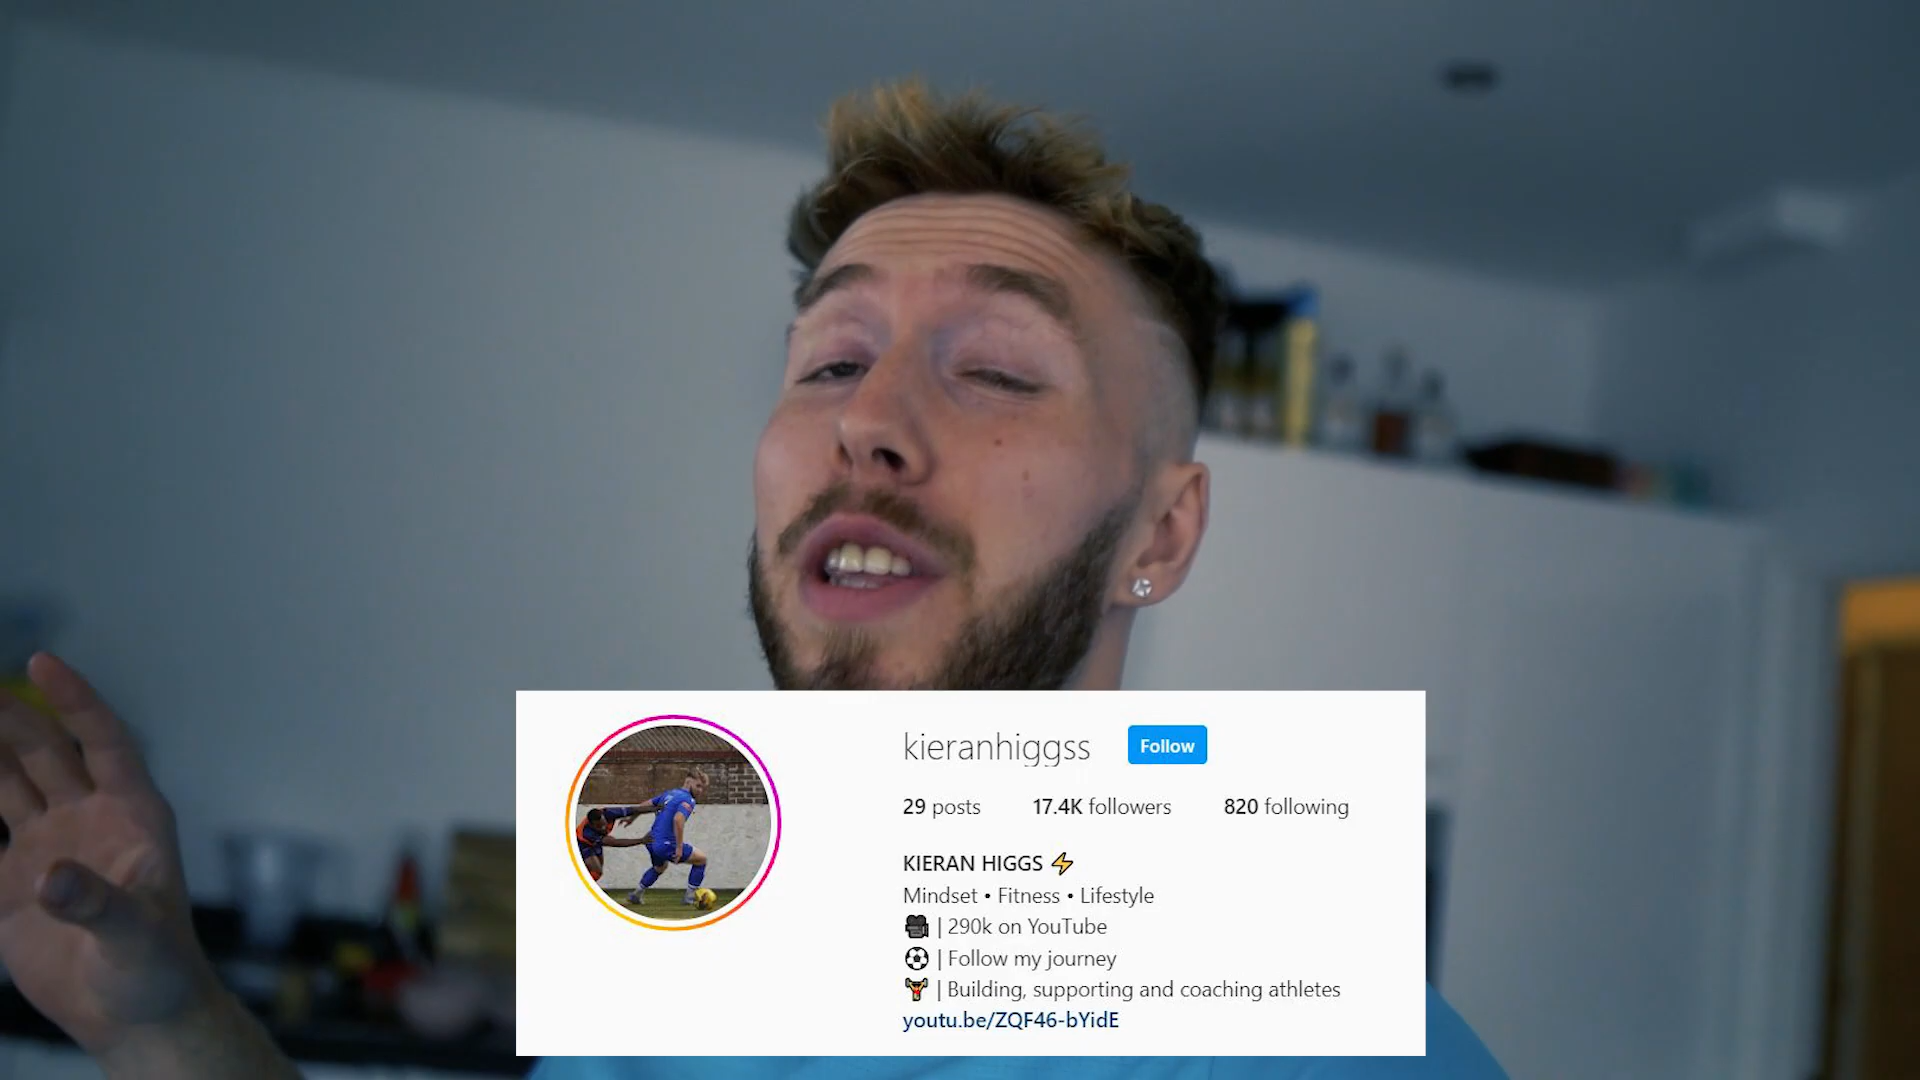 kieranhiggss Follow
29 posts 17.4K followers 820 following
KIERAN HIGGS ⚡
Mindset • Fitness • Lifestyle
🎥 | 290k on YouTube
⚽ | Follow my journey
🏋 | Building, supporting and coaching athletes
youtu.be/ZQF46-bYidE